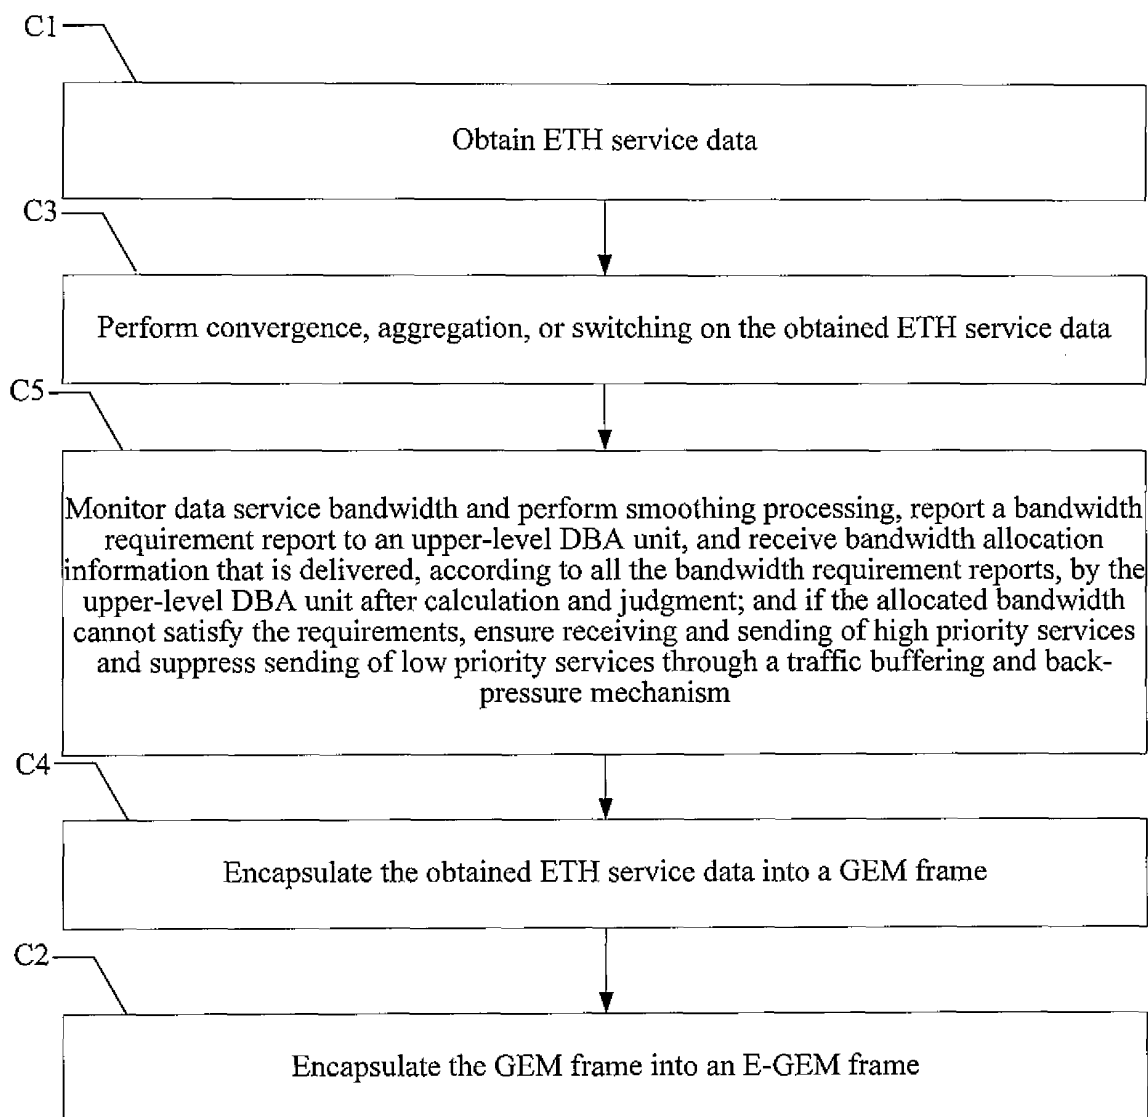 C1
Obtain ETH service data
C3
Perform convergence, aggregation, or switching on the obtained ETH service data
C5
Monitor data service bandwidth and perform smoothing processing, report a bandwidth
requirement report to an upper-level DBA unit, and receive bandwidth allocation
information that is delivered, according to all the bandwidth requirement reports, by the
upper-level DBA unit after calculation and judgment; and if the allocated bandwidth
cannot satisfy the requirements, ensure receiving and sending of high priority services
and suppress sending of low priority services through a traffic buffering and back-
pressure mechanism
C4
Encapsulate the obtained ETH service data into a GEM frame
C2
Encapsulate the GEM frame into an E-GEM frame